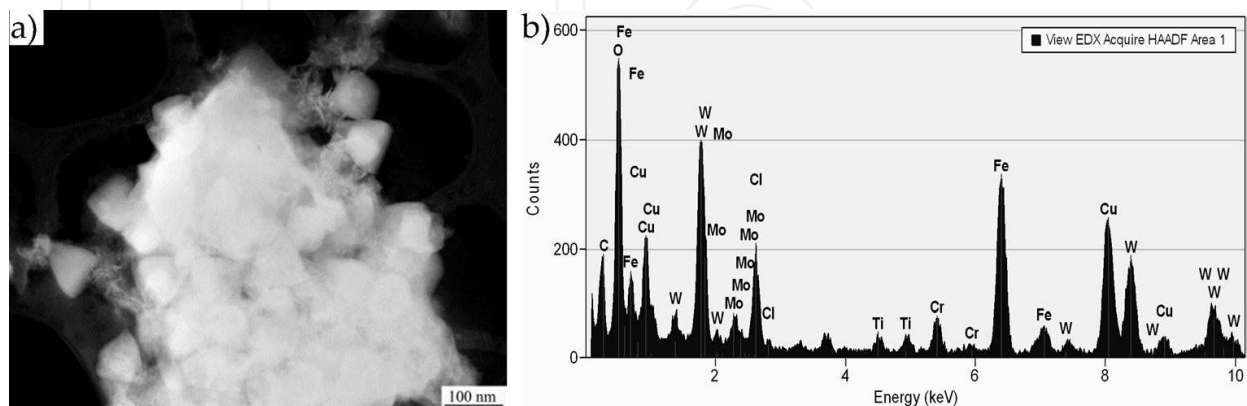 a)
100 nm
b)
600
400
200
0
Counts
View EDX Acquire HAADF Area 1
Fe
O
Fe
C
Fe
Cu
Cu
Cu
W
W
W
Mo
Mo
W
Mo
Mo
Mo
Mo
Mo
Cl
Cl
Ti
Ti
Cr
Cr
Fe
Fe
W
Cu
W
W
Cu
W W
W
W
2
4
6
8
10
Energy (keV)